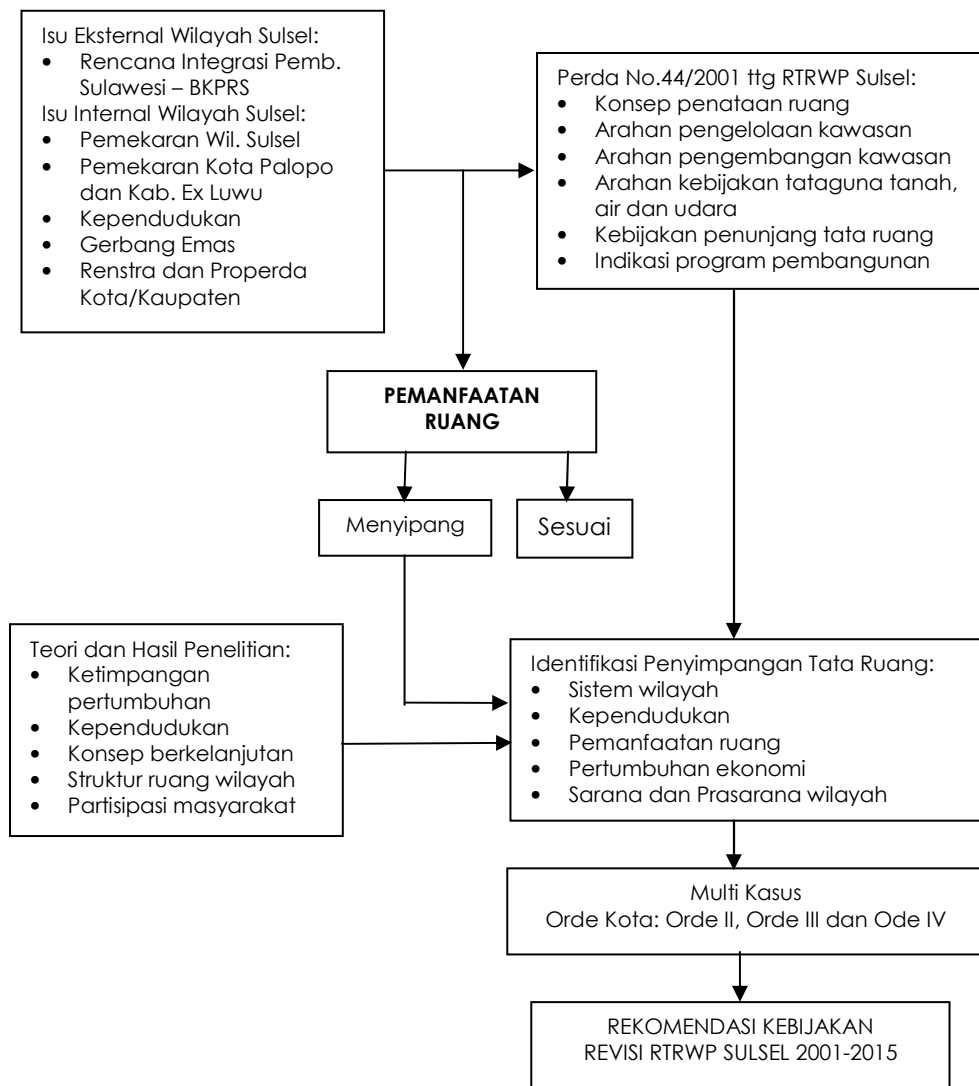 Isu Eksternal Wilayah Sulsel:
• Rencana Integrasi Pemb.
Sulawesi – BKPRS
Isu Internal Wilayah Sulsel:
• Pemekaran Wil. Sulsel
• Pemekaran Kota Palopo
dan Kab. Ex Luwu
• Kependudukan
• Gerbang Emas
• Renstra dan Properda
Kota/Kaupaten
Perda No.44/2001 ttg RTRWP Sulsel:
• Konsep penataan ruang
• Arahan pengelolaan kawasan
• Arahan pengembangan kawasan
• Arahan kebijakan tataguna tanah,
air dan udara
• Kebijakan penunjang tata ruang
• Indikasi program pembangunan
PEMANFAATAN
RUANG
Menyipang
Sesuai
Teori dan Hasil Penelitian:
• Ketimpangan
pertumbuhan
• Kependudukan
• Konsep berkelanjutan
• Struktur ruang wilayah
• Partisipasi masyarakat
Identifikasi Penyimpangan Tata Ruang:
• Sistem wilayah
• Kependudukan
• Pemanfaatan ruang
• Pertumbuhan ekonomi
• Sarana dan Prasarana wilayah
Multi Kasus
Orde Kota: Orde II, Orde III dan Ode IV
REKOMENDASI KEBIJAKAN
REVISI RTRWP SULSEL 2001-2015